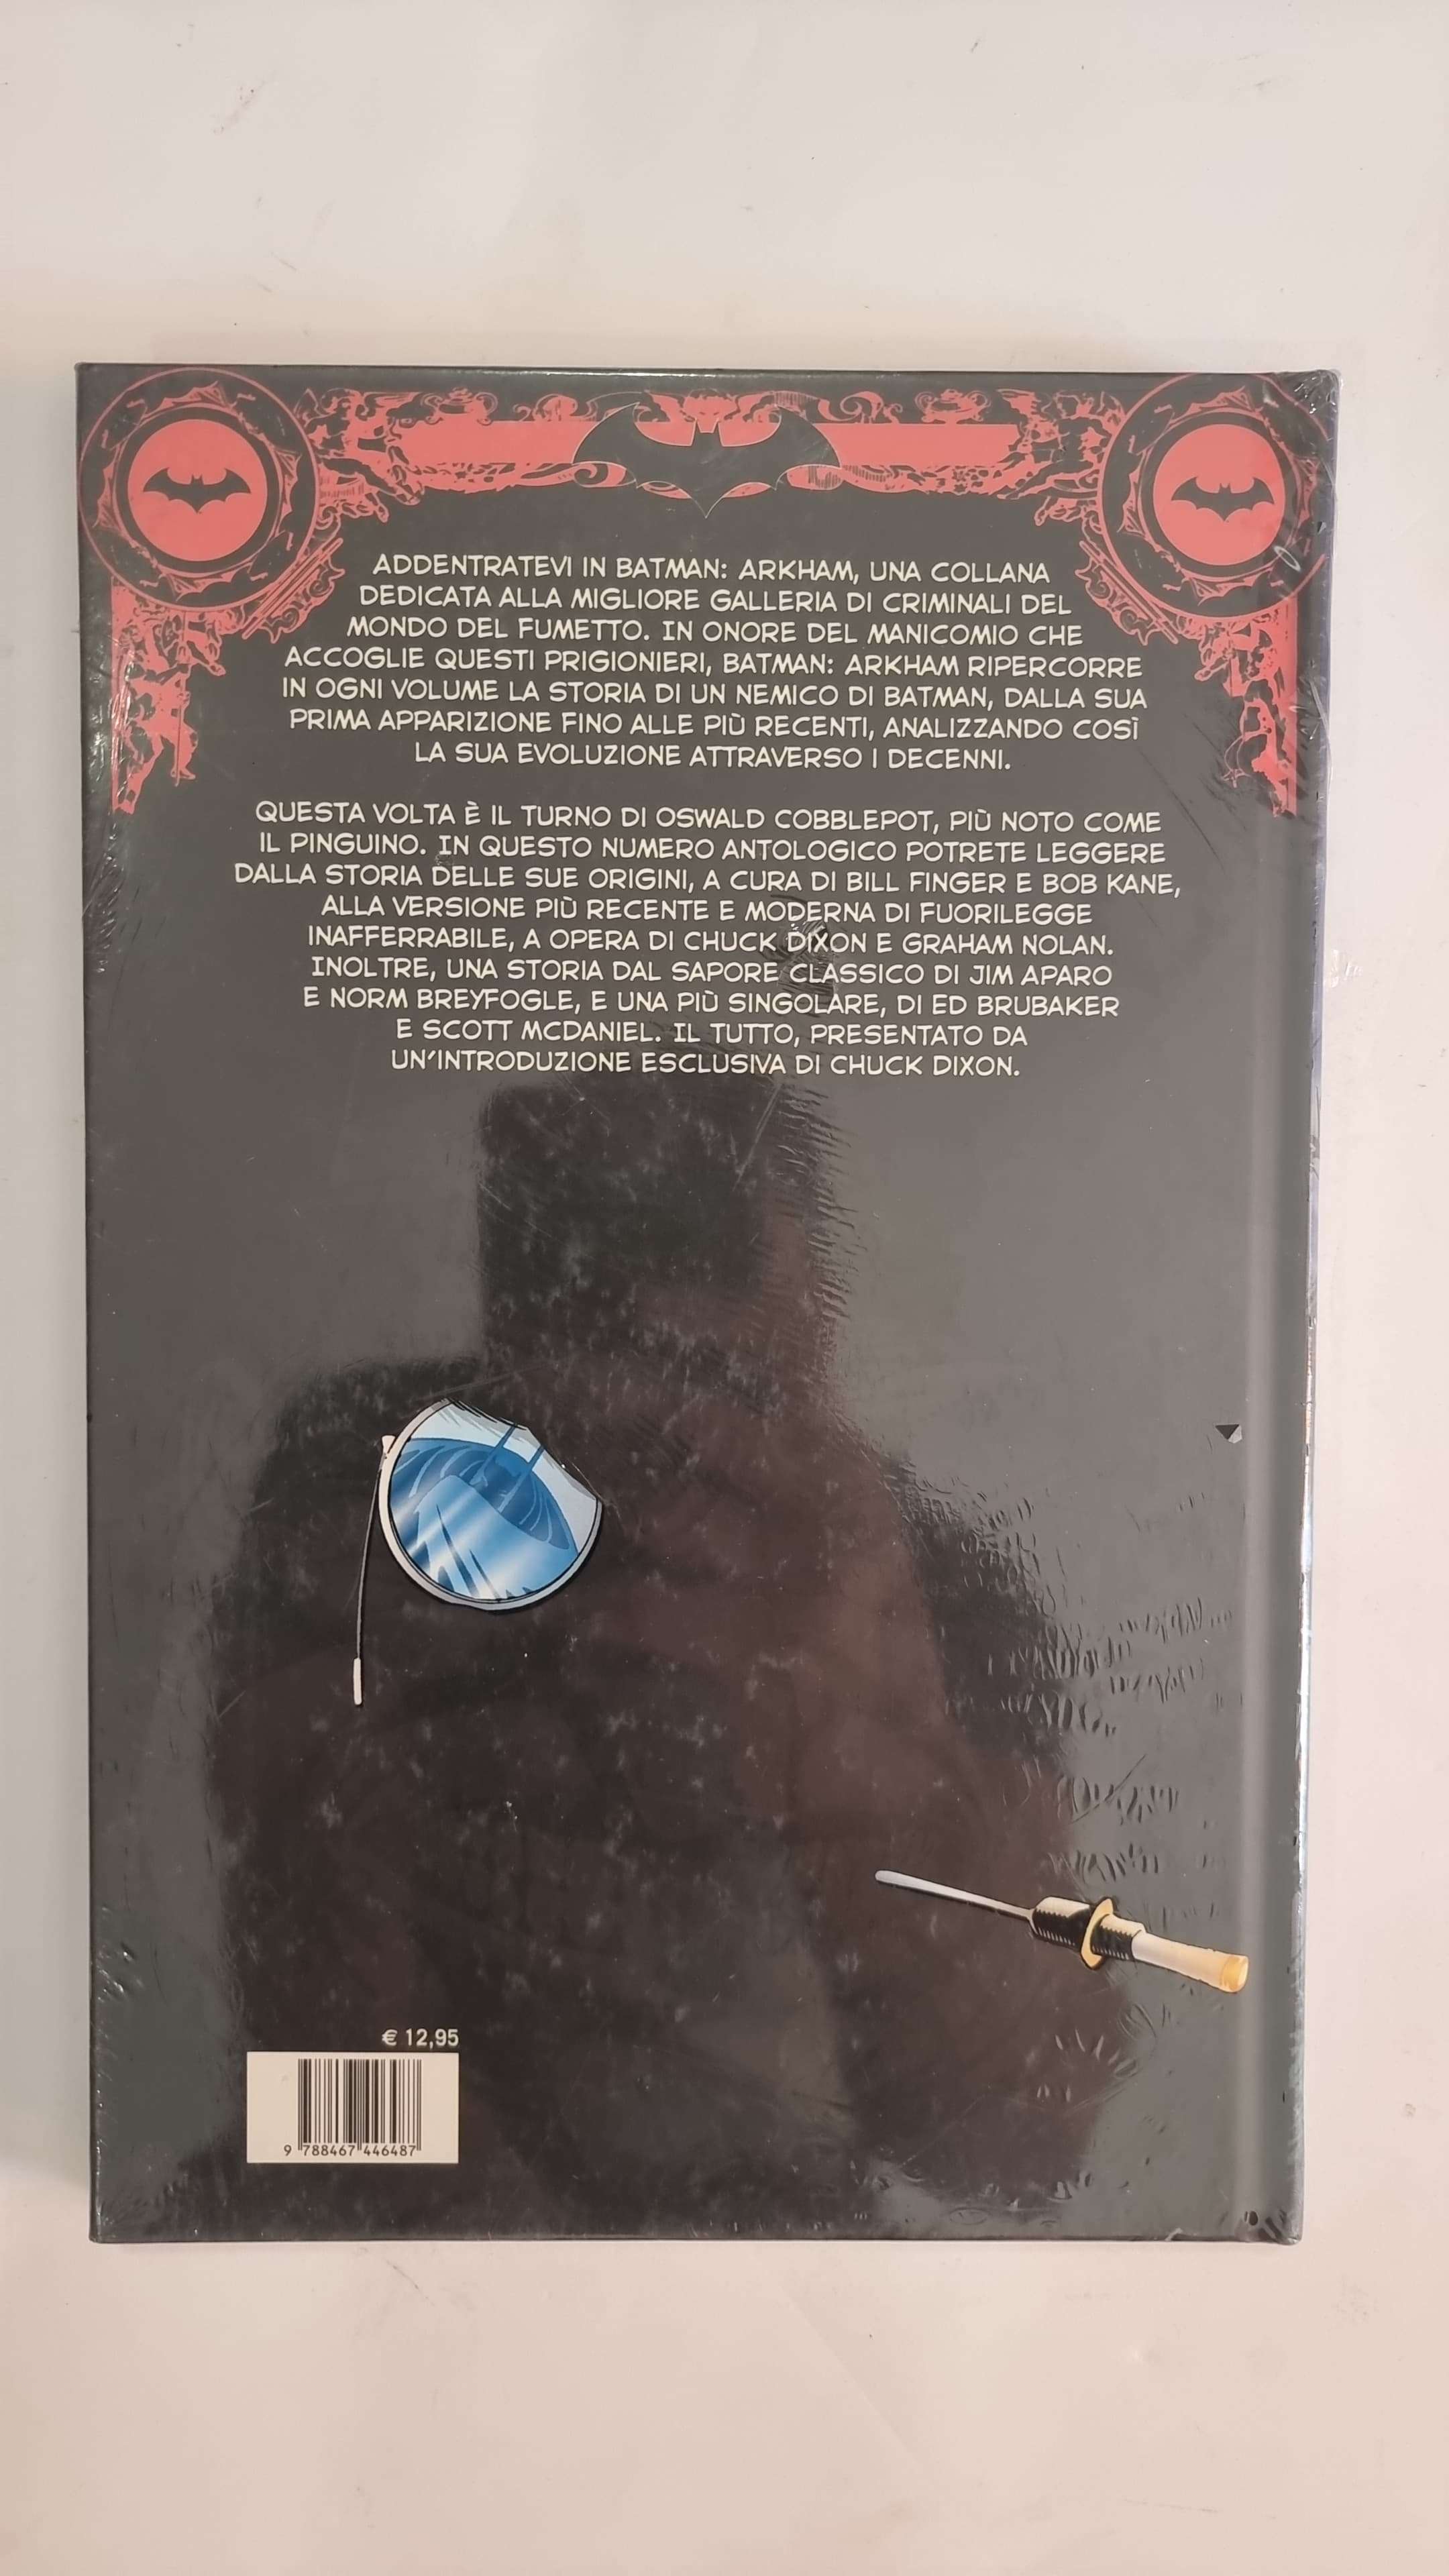 ADDENTRATEVI IN BATMAN: ARKHAM, UNA COLLANA
DEDICATA ALLA MIGLIORE GALLERIA DI CRIMINALI DEL
MONDO DEL FUMETTO. IN ONORE DEL MANICOMIO CHE
ACCOGLIE QUESTI PRIGIONIERI, BATMAN: ARKHAM RIPERCORRE
IN OGNI VOLUME LA STORIA DI UN NEMICO DI BATMAN, DALLA SUA
PRIMA APPARIZIONE FINO ALLE PIÙ RECENTI, ANALIZZANDO COSÌ
LA SUA EVOLUZIONE ATTRAVERSO I DECENNI.
QUESTA VOLTA È IL TURNO DI OSWALD COBBLEPOT, PIÙ NOTO COME
IL PINGUINO. IN QUESTO NUMERO ANTOLOGICO POTRETE LEGGERE
DALLA STORIA DELLE SUE ORIGINI, A CURA DI BILL FINGER E BOB KANE,
ALLA VERSIONE PIÙ RECENTE E MODERNA DI FUORILEGGE
INAFFERRABILE, A OPERA DI CHUCK DIXON E GRAHAM NOLAN.
INOLTRE, UNA STORIA DAL SAPORE CLASSICO DI JIM APARO
E NORM BREYFOGLE, E UNA PIÙ SINGOLARE, DI ED BRUBAKER
E SCOTT MCDANIEL. IL TUTTO, PRESENTATO DA
UN'INTRODUZIONE ESCLUSIVA DI CHUCK DIXON.
€ 12,95
9 788467 446487